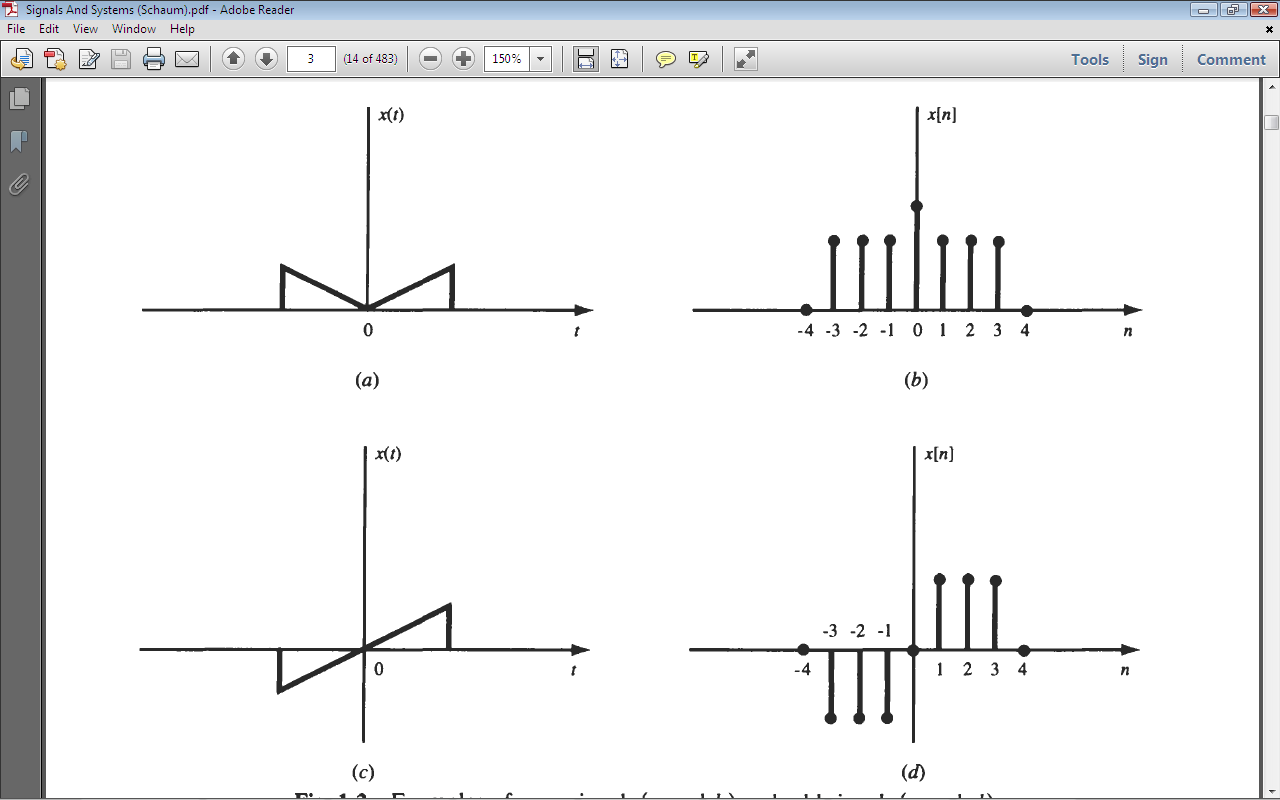 Signals And Systems (Schaum).pdf - Adobe Reader
File Edit View Window Help
3 (14 of 483) 150% Tools Sign Comment
x(t) x[n]
0 t -4 -3 -2 -1 0 1 2 3 4 n
(a) (b)
x(t) x[n]
-3 -2 -1
0 t -4 1 2 3 4 n
(c) (d)